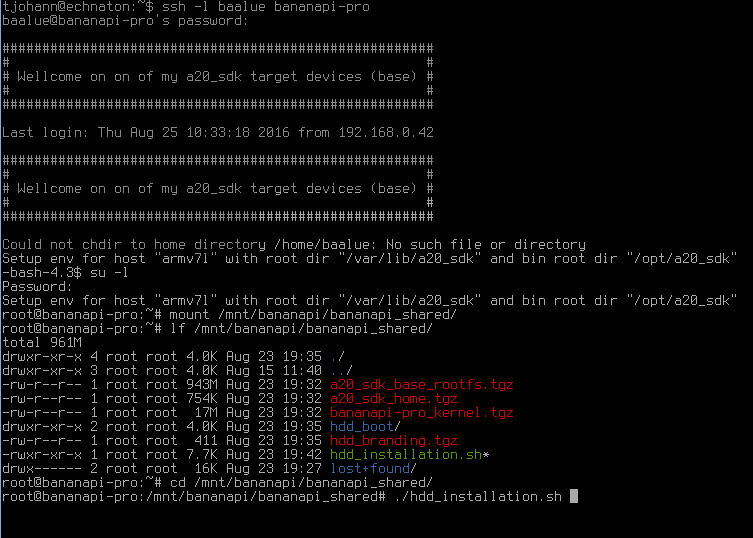 tjohann@echnaton:~$ ssh -l baalue bananapi-pro
baalue@bananapi-pro's password:
######################################################
#                                                    #
# Wellcome on on of my a20_sdk target devices (base) #
#                                                    #
######################################################
Last login: Thu Aug 25 10:33:18 2016 from 192.168.0.42
######################################################
#                                                    #
# Wellcome on on of my a20_sdk target devices (base) #
#                                                    #
######################################################
Could not chdir to home directory /home/baalue: No such file or directory
Setup env for host "armv7l" with root dir "/var/lib/a20_sdk" and bin root dir "/opt/a20_sdk"
-bash-4.3$ su -l
Password:
Setup env for host "armv7l" with root dir "/var/lib/a20_sdk" and bin root dir "/opt/a20_sdk"
root@bananapi-pro:~# mount /mnt/bananapi/bananapi_shared/
root@bananapi-pro:~# lf /mnt/bananapi/bananapi_shared/
total 961M
drwxr-xr-x 4 root root 4.0K Aug 23 19:35 ./
drwxr-xr-x 3 root root 4.0K Aug 15 11:40 ../
-rw-r--r-- 1 root root 943M Aug 23 19:32 a20_sdk_base_rootfs.tgz
-rw-r--r-- 1 root root 754K Aug 23 19:32 a20_sdk_home.tgz
-rw-r--r-- 1 root root  17M Aug 23 19:32 bananapi-pro_kernel.tgz
drwxr-xr-x 2 root root 4.0K Aug 23 19:35 hdd_boot/
-rw-r--r-- 1 root root  411 Aug 23 19:35 hdd_branding.tgz
-rwxr-xr-x 1 root root 7.7K Aug 23 19:42 hdd_installation.sh*
drwx------ 2 root root  16K Aug 23 19:27 lost+found/
root@bananapi-pro:~# cd /mnt/bananapi/bananapi_shared/
root@bananapi-pro:/mnt/bananapi/bananapi_shared# ./hdd_installation.sh